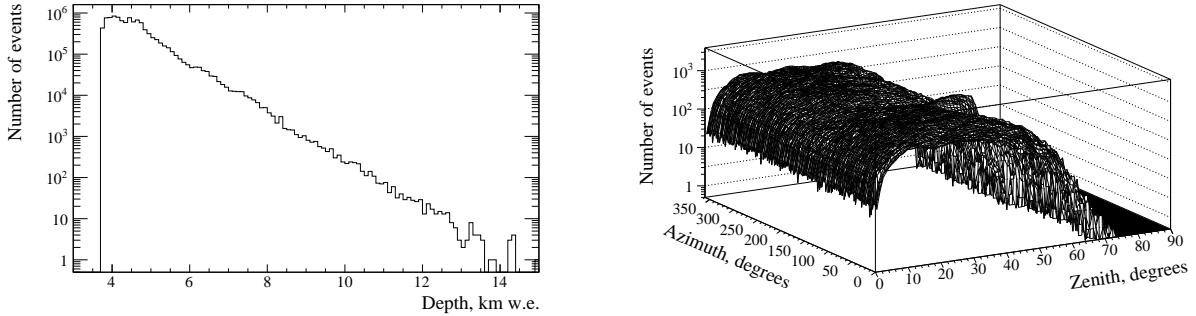 Number of events
10^6
10^5
10^4
10^3
10^2
10
1
4 6 8 10 12 14
Depth, km w.e.
Number of events
10^3
10^2
10
1
350
300
250
200
150
100
50
0
Azimuth, degrees
0 10 20 30 40 50 60 70 80 90
Zenith, degrees